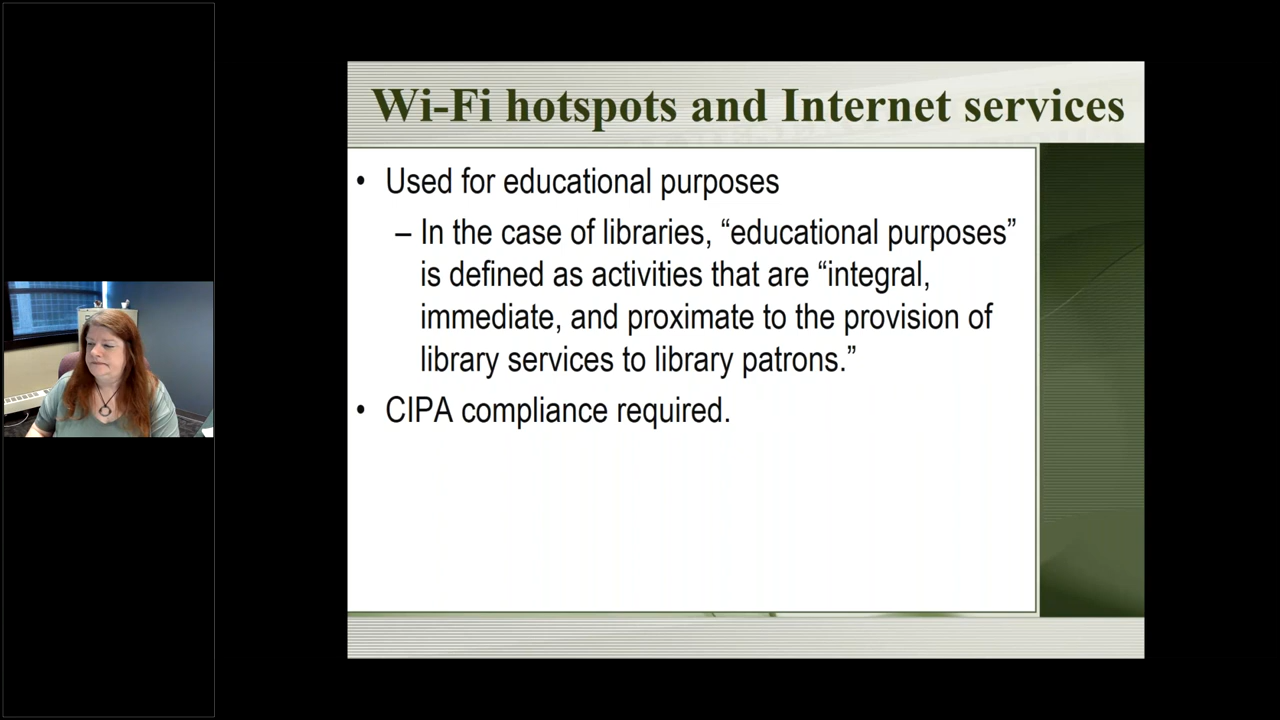 Wi-Fi hotspots and Internet services
• Used for educational purposes
– In the case of libraries, “educational purposes”
is defined as activities that are “integral,
immediate, and proximate to the provision of
library services to library patrons.”
• CIPA compliance required.